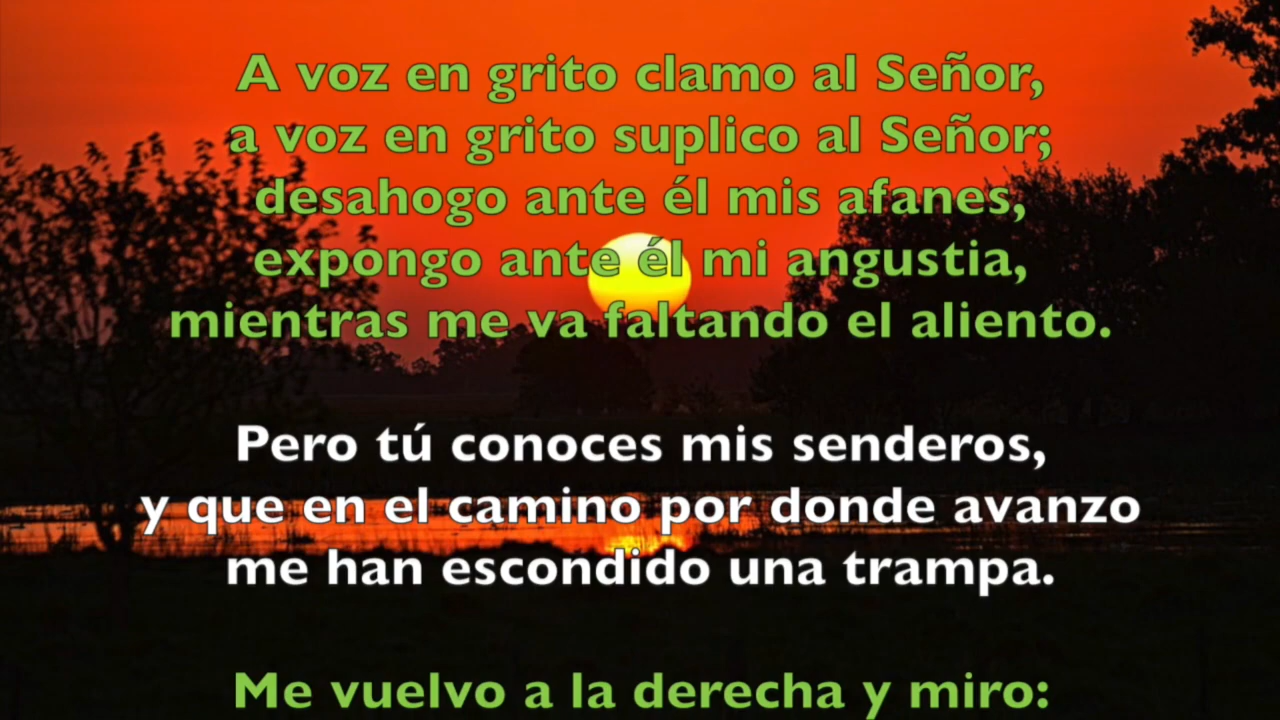 A voz en grito clamo al Señor,
a voz en grito suplico al Señor;
desahogo ante él mis afanes,
expongo ante él mi angustia,
mientras me va faltando el aliento.
Pero tú conoces mis senderos,
y que en el camino por donde avanzo
me han escondido una trampa.
Me vuelvo a la derecha y miro: